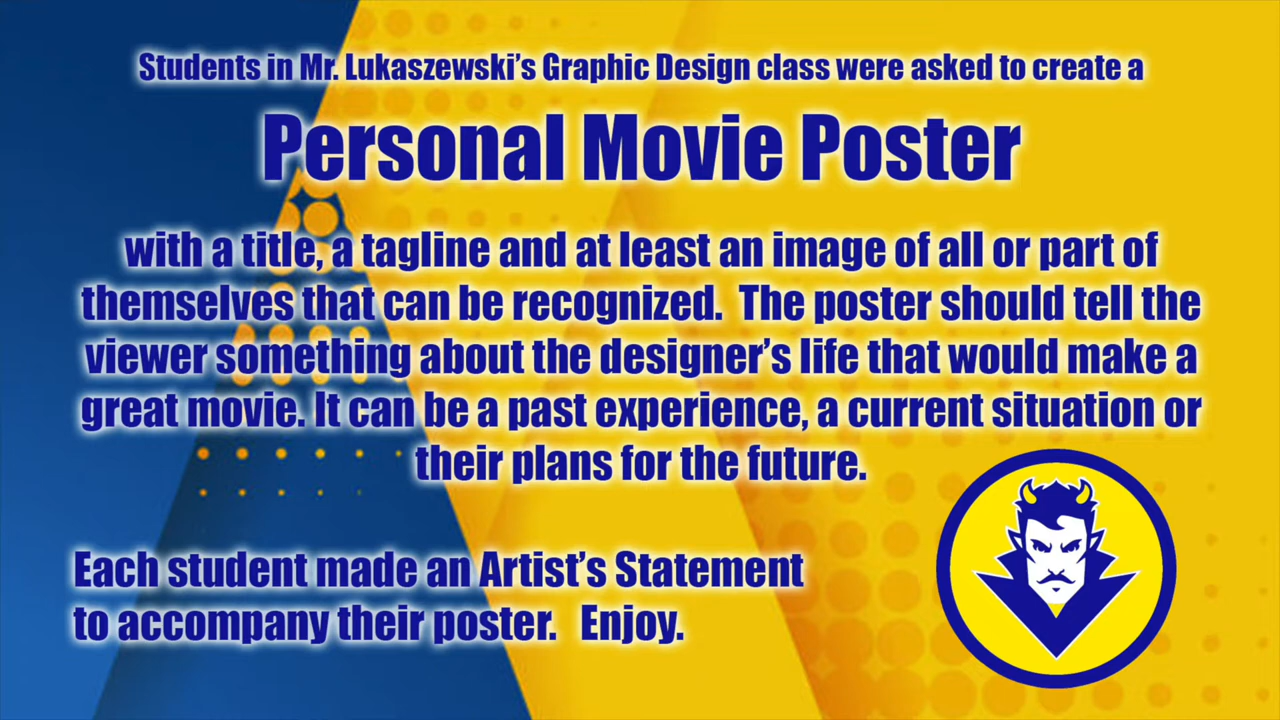 Students in Mr. Lukaszewski's Graphic Design class were asked to create a
Personal Movie Poster
with a title, a tagline and at least an image of all or part of
themselves that can be recognized.  The poster should tell the
viewer something about the designer's life that would make a
great movie. It can be a past experience, a current situation or
their plans for the future.
Each student made an Artist's Statement
to accompany their poster.  Enjoy.